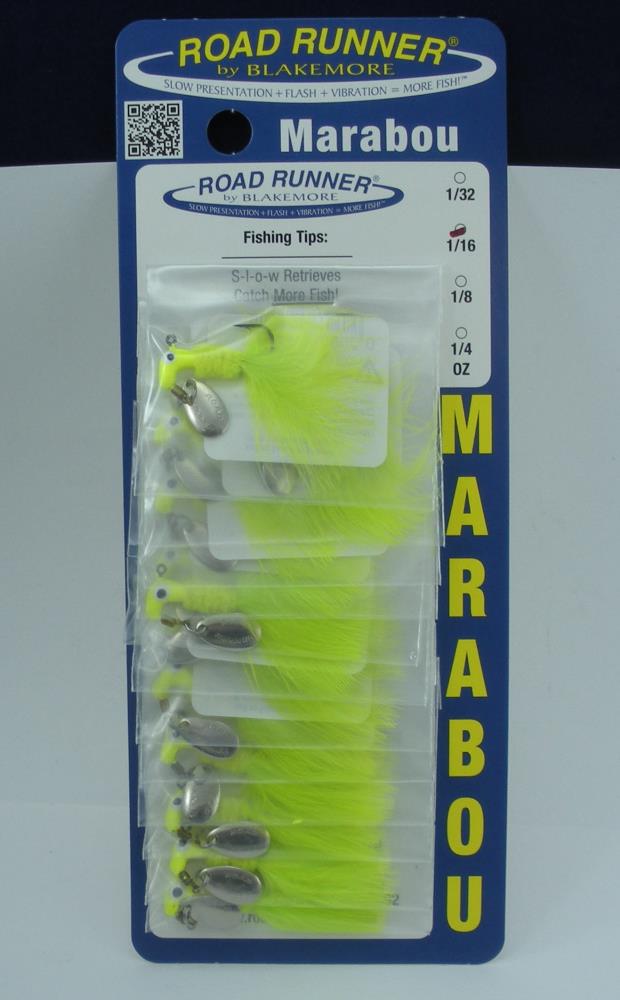 ROAD RUNNER®
by BLAKEMORE
SLOW PRESENTATION + FLASH + VIBRATION = MORE FISH!™
Marabou
ROAD RUNNER®
by BLAKEMORE
SLOW PRESENTATION + FLASH + VIBRATION = MORE FISH!™
Fishing Tips:
S-l-o-w Retrieves
Catch More Fish!
1/32
1/16
1/8
1/4
OZ
MARABOU